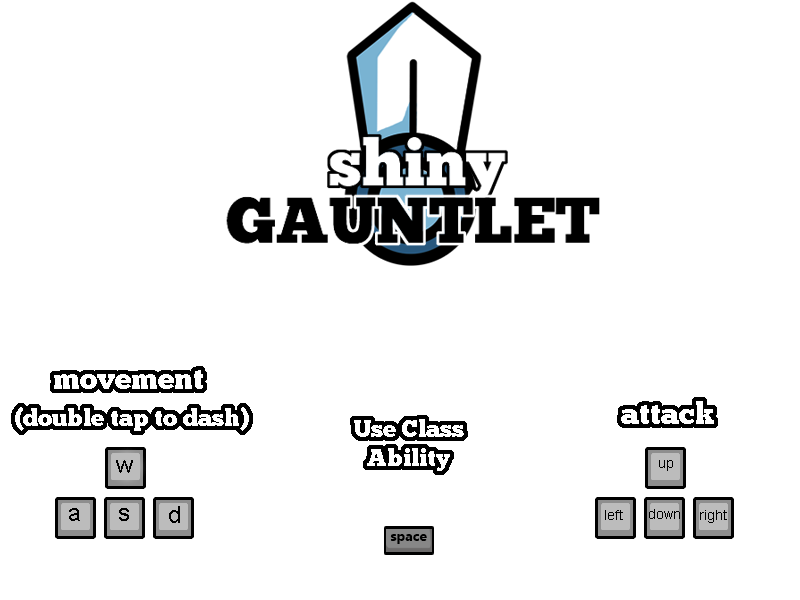 shiny
GAUNTLET
movement
(double tap to dash)
w
a s d
Use Class
Ability
space
attack
up
left down right